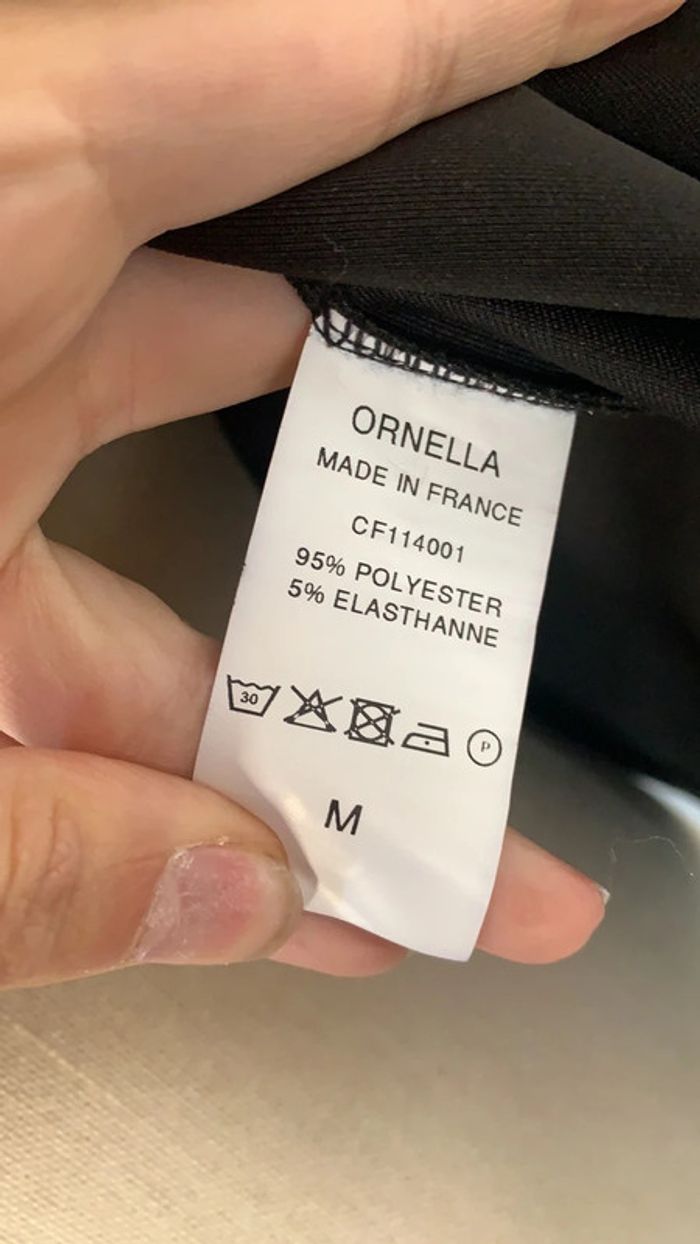 ORNELLA
MADE IN FRANCE
CF114001
95% POLYESTER
5% ELASTHANNE
30
P
M